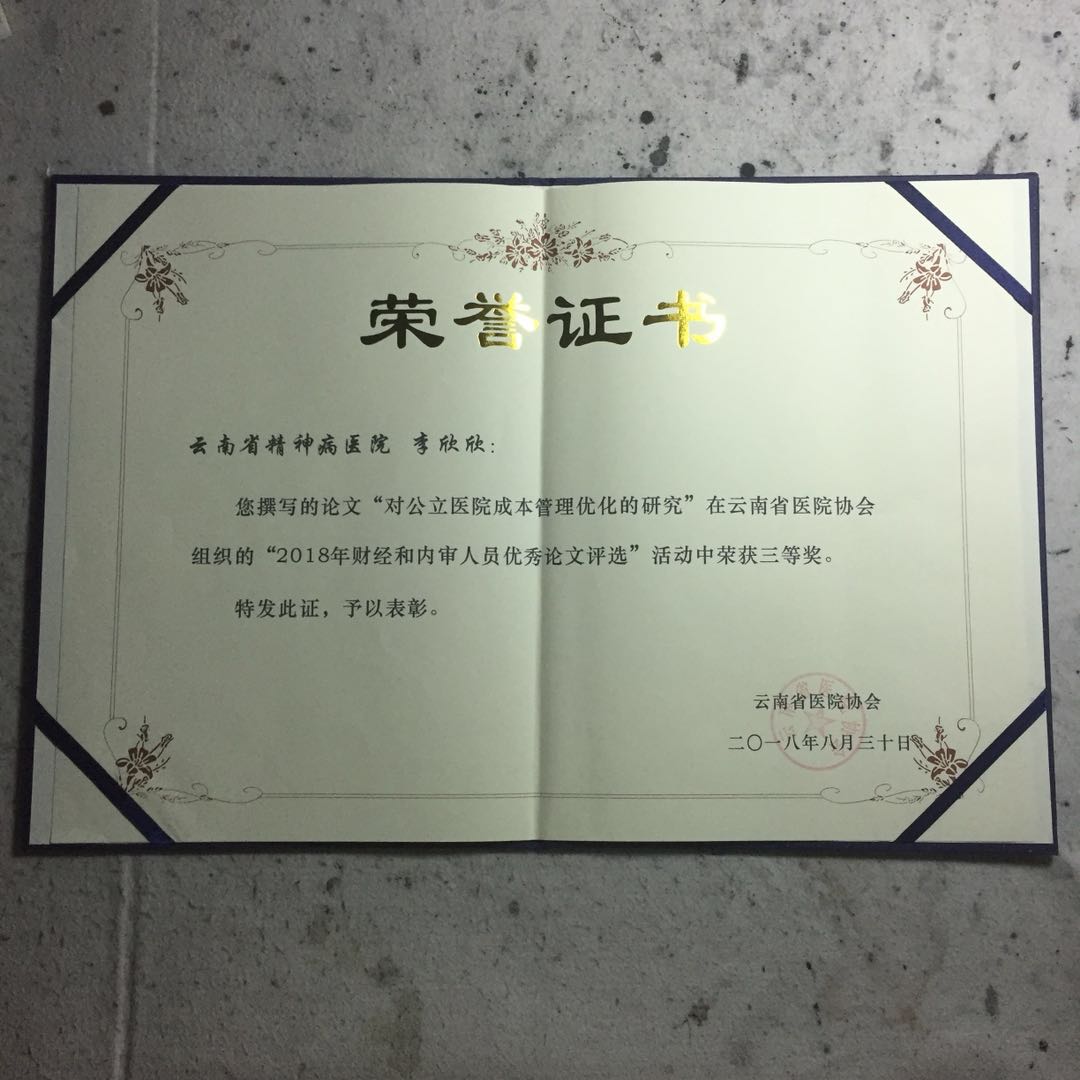 荣誉证书
云南省精神病医院 李欣欣：
您撰写的论文“对公立医院成本管理优化的研究”在云南省医院协会
组织的“2018年财经和内审人员优秀论文评选”活动中荣获三等奖。
特发此证，予以表彰。
云南省医院协会
二〇一八年八月三十日